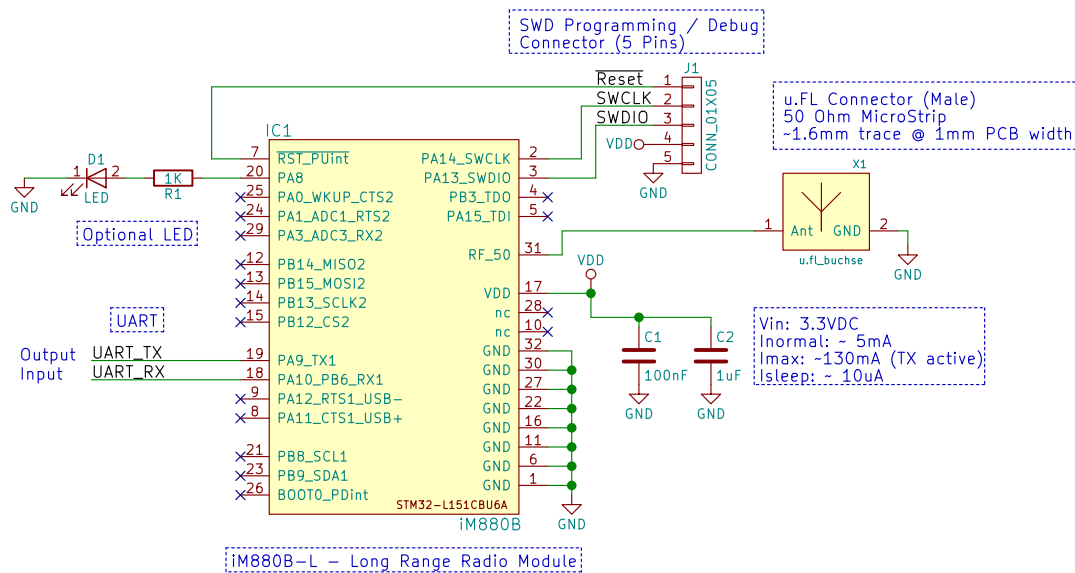 SWD Programming / Debug
Connector (5 Pins)
J1
Reset 1
SWCLK 2
SWDIO 3
VDD 4
5
GND
CONN_01X05
u.FL Connector (Male)
50 Ohm MicroStrip
~1.6mm trace @ 1mm PCB width
X1
1 Ant GND 2
u.fl_buchse
GND
IC1
7 RST_PUint
20 PA8
25 PA0_WKUP_CTS2
24 PA1_ADC1_RTS2
29 PA3_ADC3_RX2
12 PB14_MISO2
13 PB15_MOSI2
14 PB13_SCLK2
15 PB12_CS2
19 PA9_TX1
18 PA10_PB6_RX1
9 PA12_RTS1_USB-
8 PA11_CTS1_USB+
21 PB8_SCL1
23 PB9_SDA1
26 BOOT0_PDint
PA14_SWCLK 2
PA13_SWDIO 3
PB3_TDO 4
PA15_TDI 5
RF_50 31
VDD 17
nc 28
nc 10
GND 32
GND 30
GND 27
GND 22
GND 16
GND 11
GND 6
GND 1
STM32-L151CBU6A
iM880B
GND
D1
1 2
LED
GND
1K
R1
Optional LED
UART
Output UART_TX
Input UART_RX
VDD
C1
100nF
GND
C2
1uF
GND
Vin: 3.3VDC
Inormal: ~ 5mA
Imax: ~130mA (TX active)
Isleep: ~ 10uA
iM880B-L - Long Range Radio Module